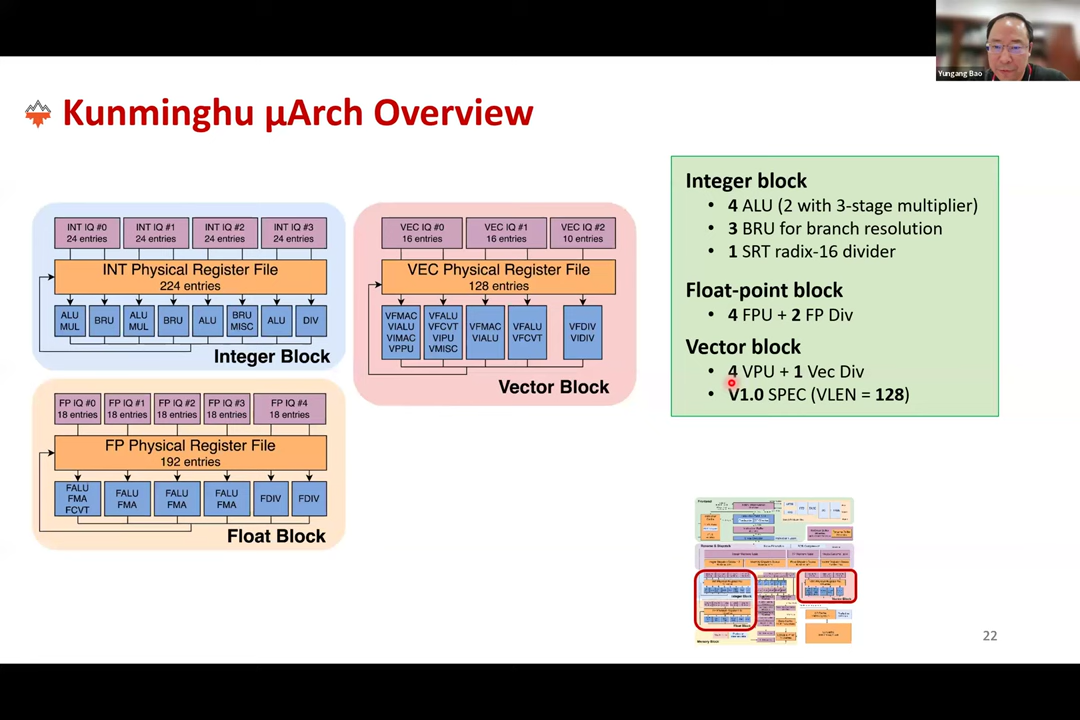 Yungang Bao
Kunminghu µArch Overview
INT IQ #0
24 entries
INT IQ #1
24 entries
INT IQ #2
24 entries
INT IQ #3
24 entries
INT Physical Register File
224 entries
ALU
MUL
BRU
ALU
MUL
BRU
ALU
BRU
MISC
ALU
DIV
Integer Block
VEC IQ #0
16 entries
VEC IQ #1
16 entries
VEC IQ #2
10 entries
VEC Physical Register File
128 entries
VFMAC
VIALU
VIMAC
VPPU
VFALU
VFCVT
VIPU
VMISC
VFMAC
VIALU
VFALU
VFCVT
VFDIV
VIDIV
Vector Block
FP IQ #0
18 entries
FP IQ #1
18 entries
FP IQ #2
18 entries
FP IQ #3
18 entries
FP IQ #4
18 entries
FP Physical Register File
192 entries
FALU
FMA
FCVT
FALU
FMA
FALU
FMA
FALU
FMA
FDIV
FDIV
Float Block
Integer block
• 4 ALU (2 with 3-stage multiplier)
• 3 BRU for branch resolution
• 1 SRT radix-16 divider
Float-point block
• 4 FPU + 2 FP Div
Vector block
• 4 VPU + 1 Vec Div
• V1.0 SPEC (VLEN = 128)
Integer Block
Float Block
Vector Block
Memory Block
22